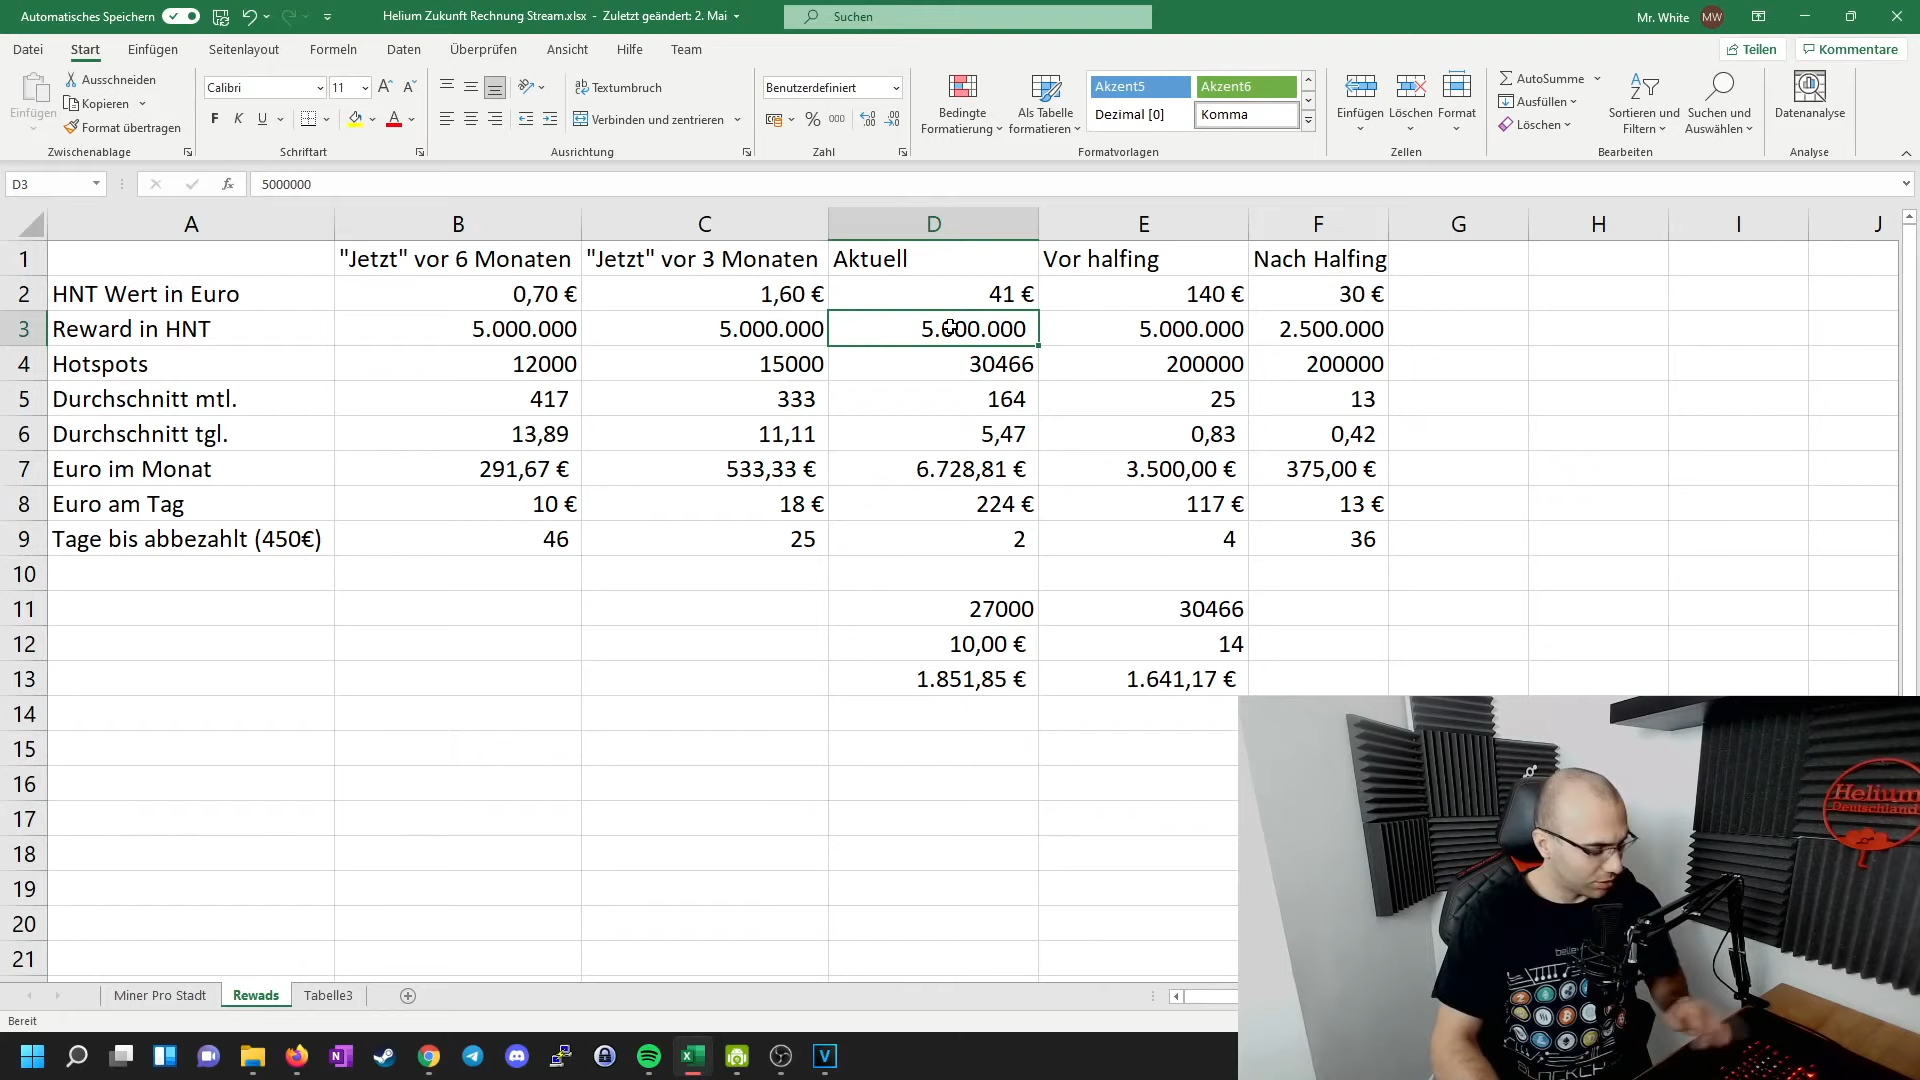 Automatisches Speichern
Helium Zukunft Rechnung Stream.xlsx - Zuletzt geändert: 2. Mai
Suchen
Mr. White
MW
Datei
Start
Einfügen
Seitenlayout
Formeln
Daten
Überprüfen
Ansicht
Hilfe
Team
Teilen
Kommentare
Einfügen
Ausschneiden
Kopieren
Format übertragen
Zwischenablage
Calibri
11
F K U
Schriftart
Textumbruch
Verbinden und zentrieren
Ausrichtung
Benutzerdefiniert
% 000
Zahl
Bedingte Formatierung
Als Tabelle formatieren
Akzent5
Akzent6
Dezimal [0]
Komma
Formatvorlagen
Einfügen
Löschen
Format
Zellen
AutoSumme
Ausfüllen
Löschen
Sortieren und Filtern
Suchen und Auswählen
Bearbeiten
Datenanalyse
Analyse
D3
fx
5000000
A B C D E F G H I J
1 "Jetzt" vor 6 Monaten "Jetzt" vor 3 Monaten Aktuell Vor halfing Nach Halfing
2 HNT Wert in Euro 0,70 € 1,60 € 41 € 140 € 30 €
3 Reward in HNT 5.000.000 5.000.000 5.000.000 5.000.000 2.500.000
4 Hotspots 12000 15000 30466 200000 200000
5 Durchschnitt mtl. 417 333 164 25 13
6 Durchschnitt tgl. 13,89 11,11 5,47 0,83 0,42
7 Euro im Monat 291,67 € 533,33 € 6.728,81 € 3.500,00 € 375,00 €
8 Euro am Tag 10 € 18 € 224 € 117 € 13 €
9 Tage bis abbezahlt (450€) 46 25 2 4 36
10
11 27000 30466
12 10,00 € 14
13 1.851,85 € 1.641,17 €
14
15
16
17
18
19
20
21
Helium
Deutschland
BLOCKCH
Miner Pro Stadt
Rewads
Tabelle3
Bereit